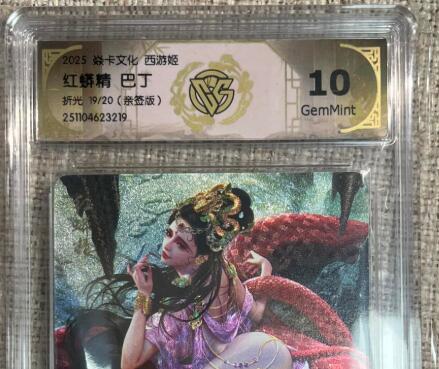 2025 焱卡文化 西游姬
红蟒精 巴丁
折光 19/20（亲签版）
251104623219
10
GemMint